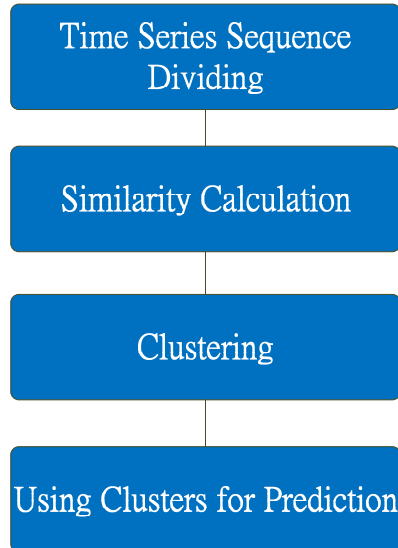 Time Series Sequence
Dividing
Similarity Calculation
Clustering
Using Clusters for Prediction